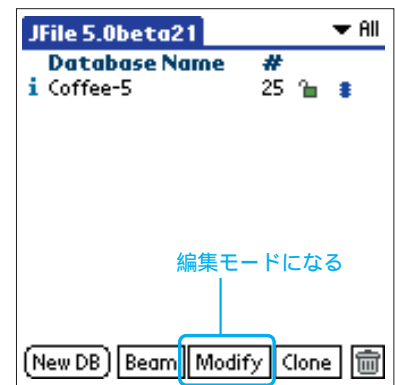 JFile 5.0beta21 All
Database Name #
i Coffee-5 25
編集モードになる
New DB Beam Modify Clone